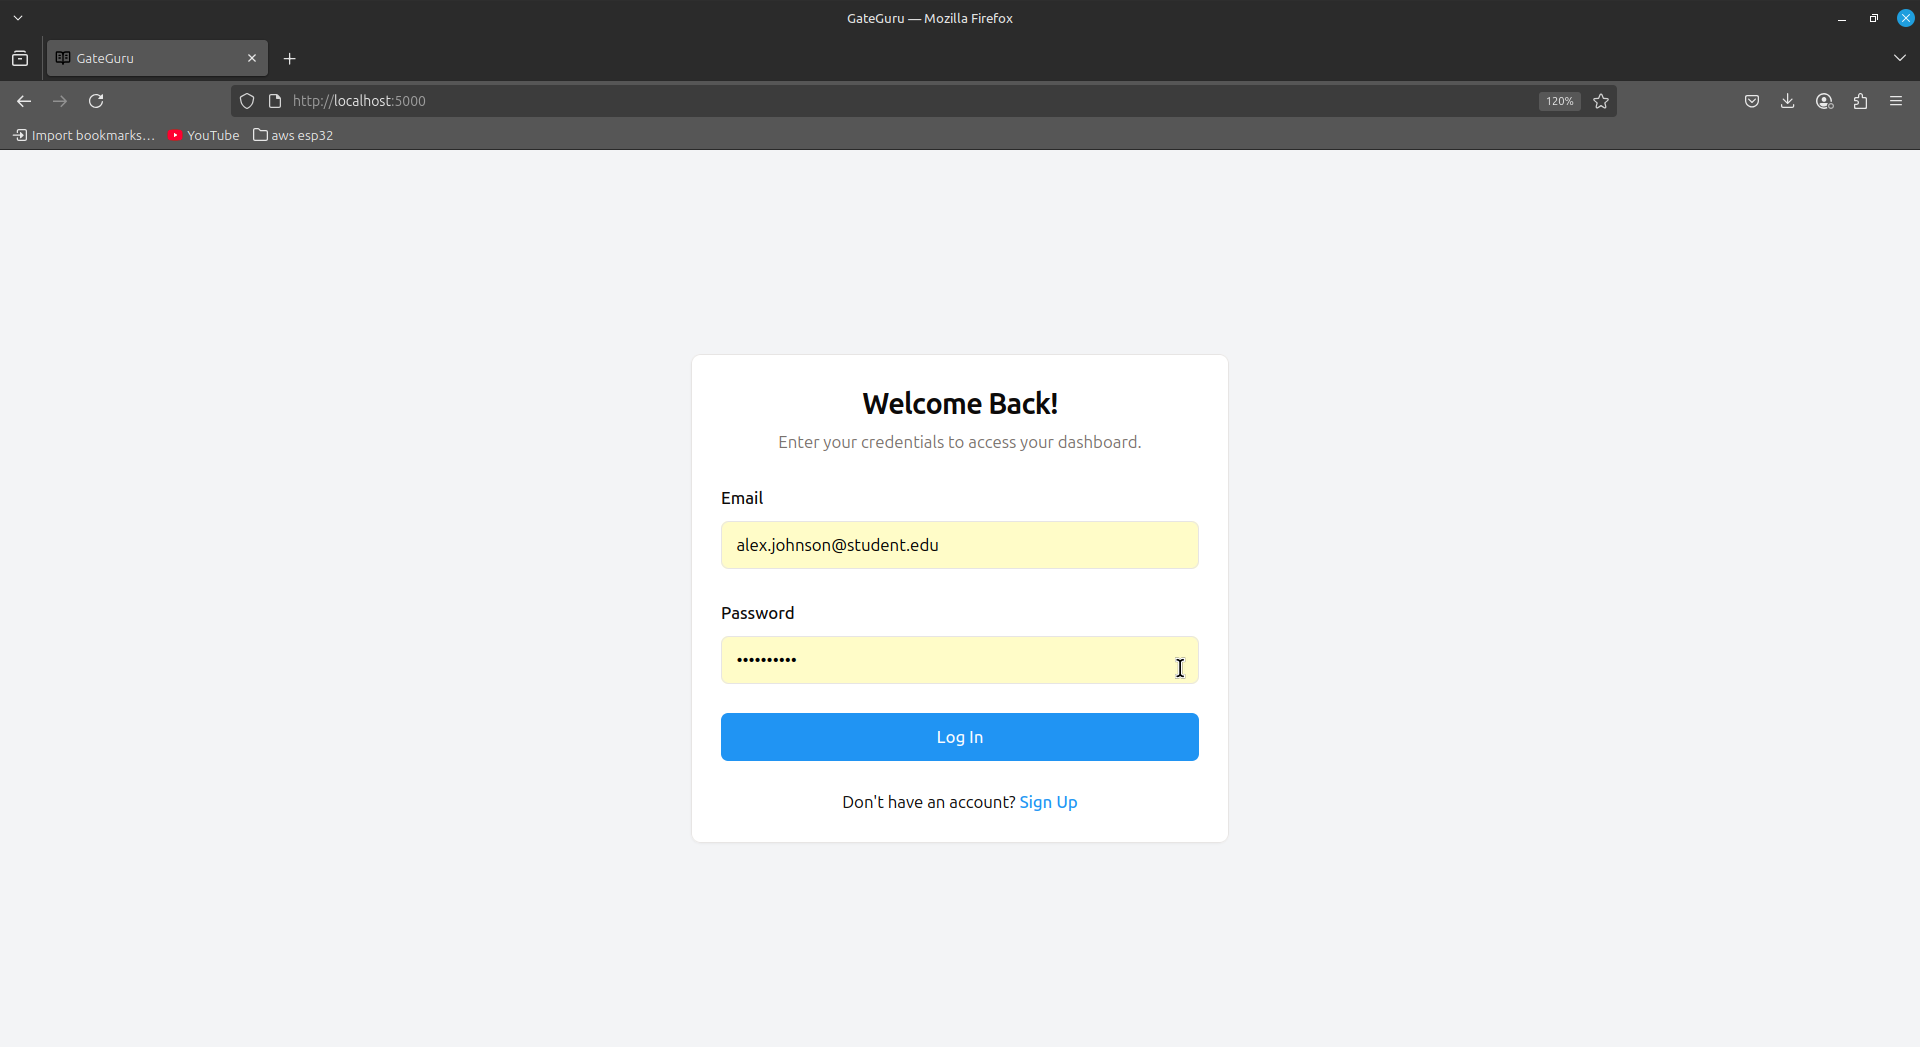 GateGuru — Mozilla Firefox
GateGuru
http://localhost:5000
120%
Import bookmarks...
YouTube
aws esp32
Welcome Back!
Enter your credentials to access your dashboard.
Email
alex.johnson@student.edu
Password
••••••••••
Log In
Don't have an account? Sign Up